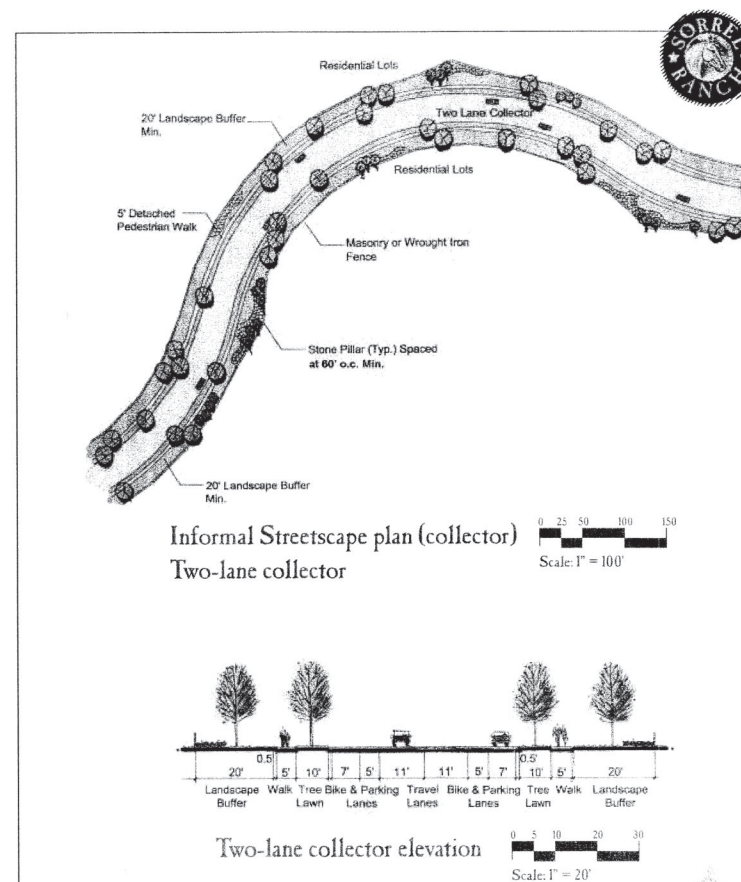 SORREL
RANCH
Residential Lots
20' Landscape Buffer
Min.
Two Lane Collector
Residential Lots
5' Detached
Pedestrian Walk
Masonry or Wrought Iron
Fence
Stone Pillar (Typ.) Spaced
at 60' o.c. Min.
20' Landscape Buffer
Min.
Informal Streetscape plan (collector)
Two-lane collector
0 25 50 100 150
Scale: 1" = 100'
0.5' 0.5'
20' 5' 10' 7' 5' 11' 11' 5' 7' 10' 5' 20'
Landscape Walk Tree Bike & Parking Travel Bike & Parking Tree Walk Landscape
Buffer Lawn Lanes Lanes Lanes Lawn Buffer
Two-lane collector elevation
0 5 10 20 30
Scale: 1" = 20'